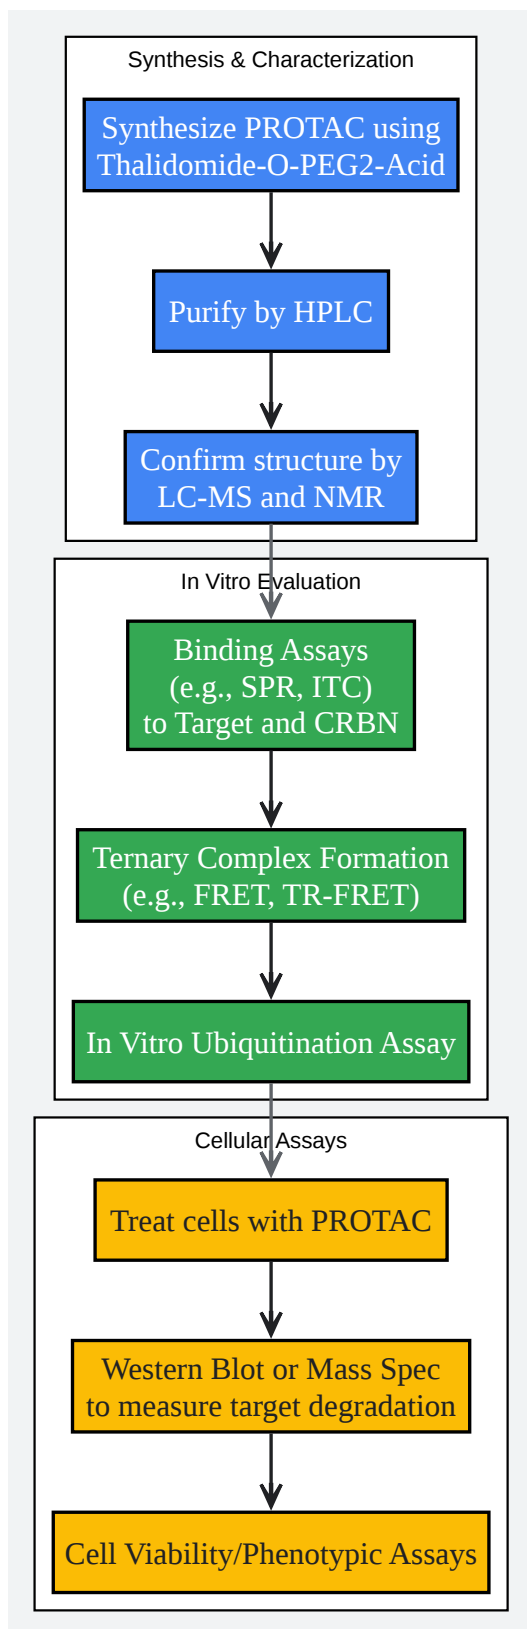 Synthesis & Characterization
Synthesize PROTAC using
Thalidomide-O-PEG2-Acid
Purify by HPLC
Confirm structure by
LC-MS and NMR
In Vitro Evaluation
Binding Assays
(e.g., SPR, ITC)
to Target and CRBN
Ternary Complex Formation
(e.g., FRET, TR-FRET)
In Vitro Ubiquitination Assay
Cellular Assays
Treat cells with PROTAC
Western Blot or Mass Spec
to measure target degradation
Cell Viability/Phenotypic Assays